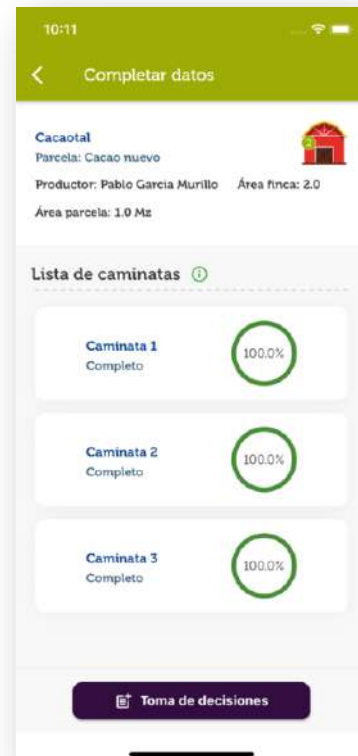 10:11
Completar datos
Cacaotal
Parcela: Cacao nuevo
2
Productor: Pablo Garcia Murillo Área finca: 2.0
Área parcela: 1.0 Mz
Lista de caminatas
Caminata 1
Completo
100.0%
Caminata 2
Completo
100.0%
Caminata 3
Completo
100.0%
Toma de decisiones